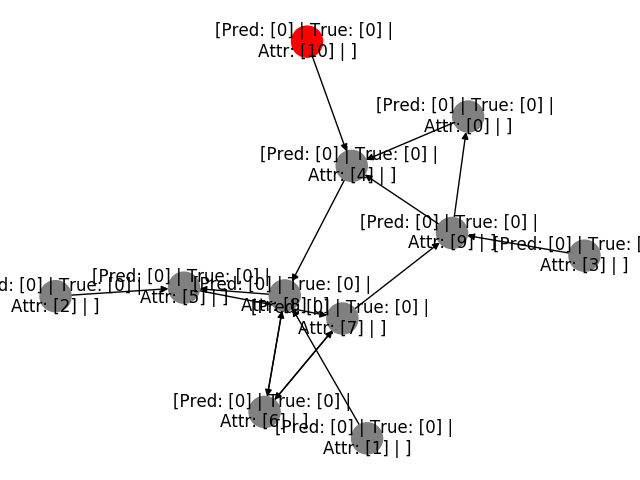 [Pred: [0] | True: [0] |
Attr: [10] | ]
[Pred: [0] | True: [0] |
Attr: [0] | ]
[Pred: [0] | True: [0] |
Attr: [4] | ]
[Pred: [0] | True: [0] |
Attr: [9] | ]
[Pred: [0] | True: [
Attr: [3] | ]
[Pred: [0] | True: [0] |
Attr: [5] | ]
d: [0] | True: [0] |
Attr: [2] | ]
[Pred: [0] | True: [0] |
Attr: [8] | ]
[Pred: [0] | True: [0] |
Attr: [7] | ]
[Pred: [0] | True: [0] |
Attr: [6] | ]
[Pred: [0] | True: [0] |
Attr: [1] | ]